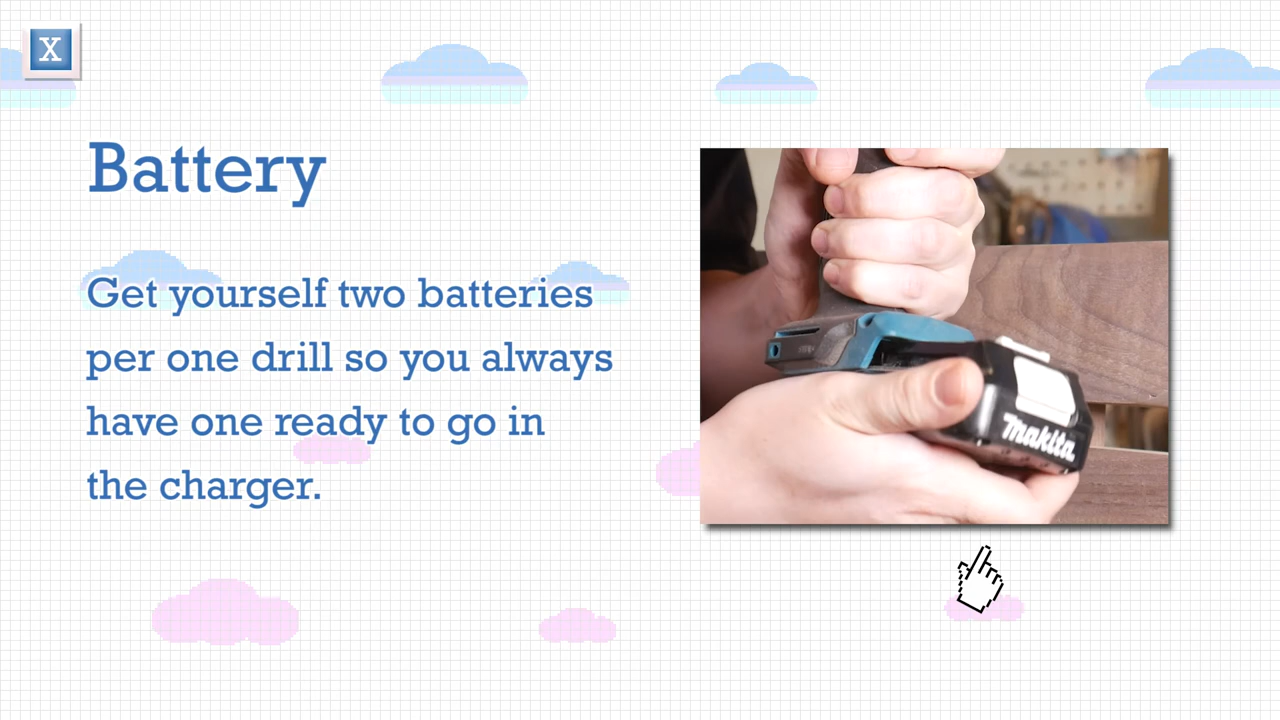 X
Battery
Get yourself two batteries
per one drill so you always
have one ready to go in
the charger.
makita